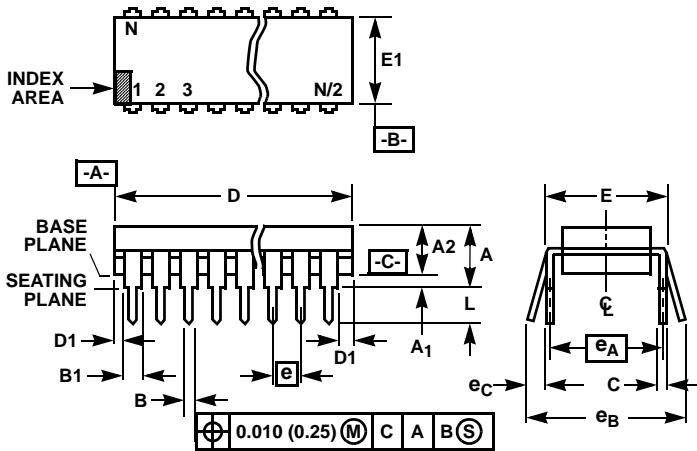 N
E1
INDEX
AREA
1 2 3 N/2
-B-
-A-
D
E
BASE
PLANE
A2
A
-C-
SEATING
PLANE
L
CL
D1
A1
D1
eA
B1
e
eC
C
B
eB
0.010 (0.25) M C A B S